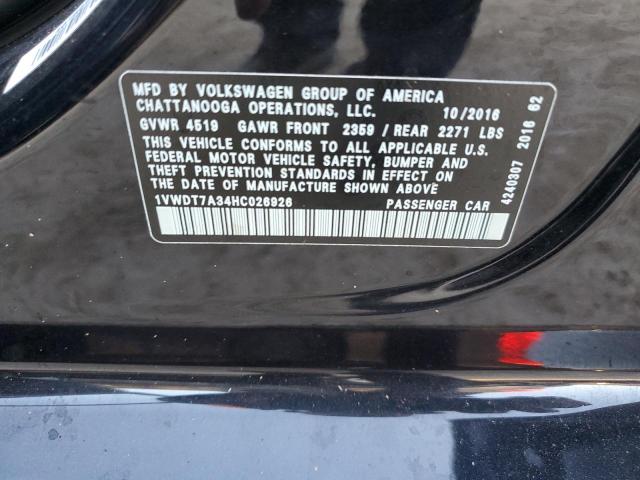 MFD BY VOLKSWAGEN GROUP OF AMERICA
CHATTANOOGA OPERATIONS, LLC. 10/2016
GVWR 4519 GAWR FRONT 2359 / REAR 2271 LBS
THIS VEHICLE CONFORMS TO ALL APPLICABLE U.S.
FEDERAL MOTOR VEHICLE SAFETY, BUMPER AND
THEFT PREVENTION STANDARDS IN EFFECT ON
THE DATE OF MANUFACTURE SHOWN ABOVE.
1VWDT7A34HC026926 PASSENGER CAR
4240307 2016 62